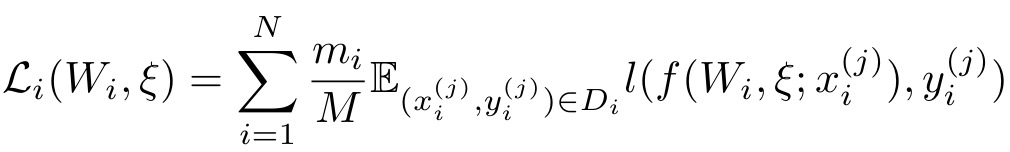 \mathcal{L}_i(W_i, \xi) = \sum_{i=1}^{N} \frac{m_i}{M} \mathbb{E}_{(x_i^{(j)}, y_i^{(j)}) \in D_i} l(f(W_i, \xi; x_i^{(j)}), y_i^{(j)})